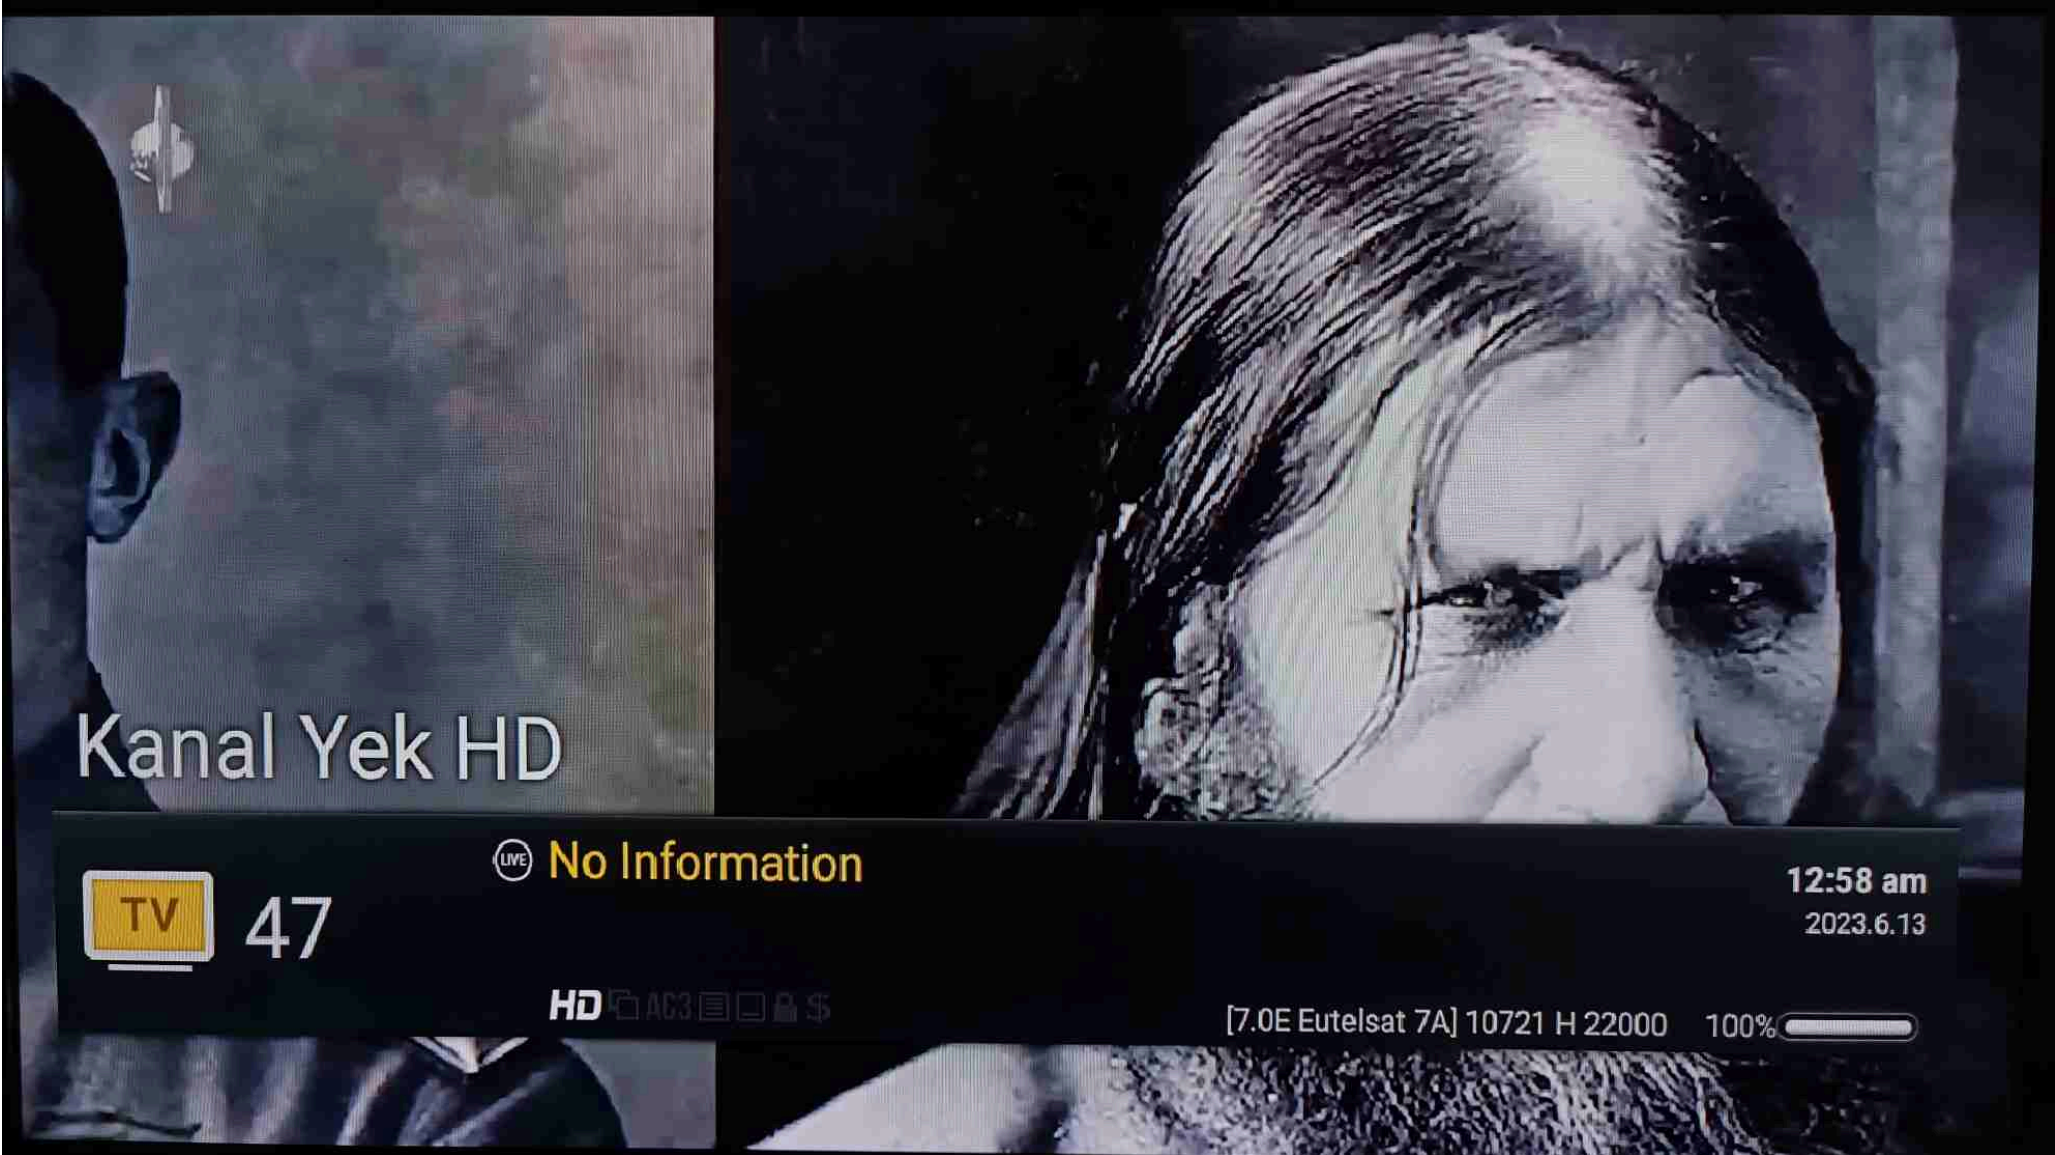 Kanal Yek HD
LIVE No Information
12:58 am
TV 47
2023.6.13
HD AC3 $
[7.0E Eutelsat 7A] 10721 H 22000 100%